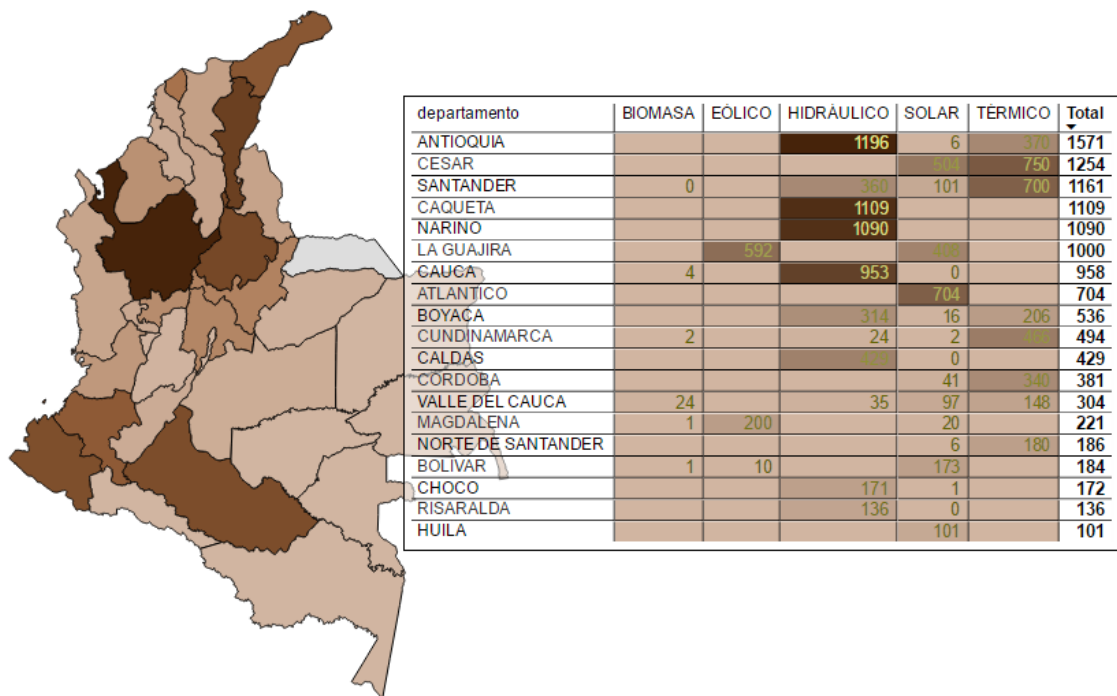 departamento BIOMASA EÓLICO HIDRÁULICO SOLAR TÉRMICO Total
ANTIOQUIA 1196 6 370 1571
CESAR 504 750 1254
SANTANDER 0 360 101 700 1161
CAQUETA 1109 1109
NARINO 1090 1090
LA GUAJIRA 592 408 1000
CAUCA 4 953 0 958
ATLANTICO 704 704
BOYACA 314 16 206 536
CUNDINAMARCA 2 24 2 466 494
CALDAS 0 429
CORDOBA 41 340 381
VALLE DEL CAUCA 24 35 97 148 304
MAGDALENA 1 200 20 221
NORTE DE SANTANDER 6 180 186
BOLIVAR 1 10 173 184
CHOCO 171 1 172
RISARALDA 136 0 136
HUILA 101 101